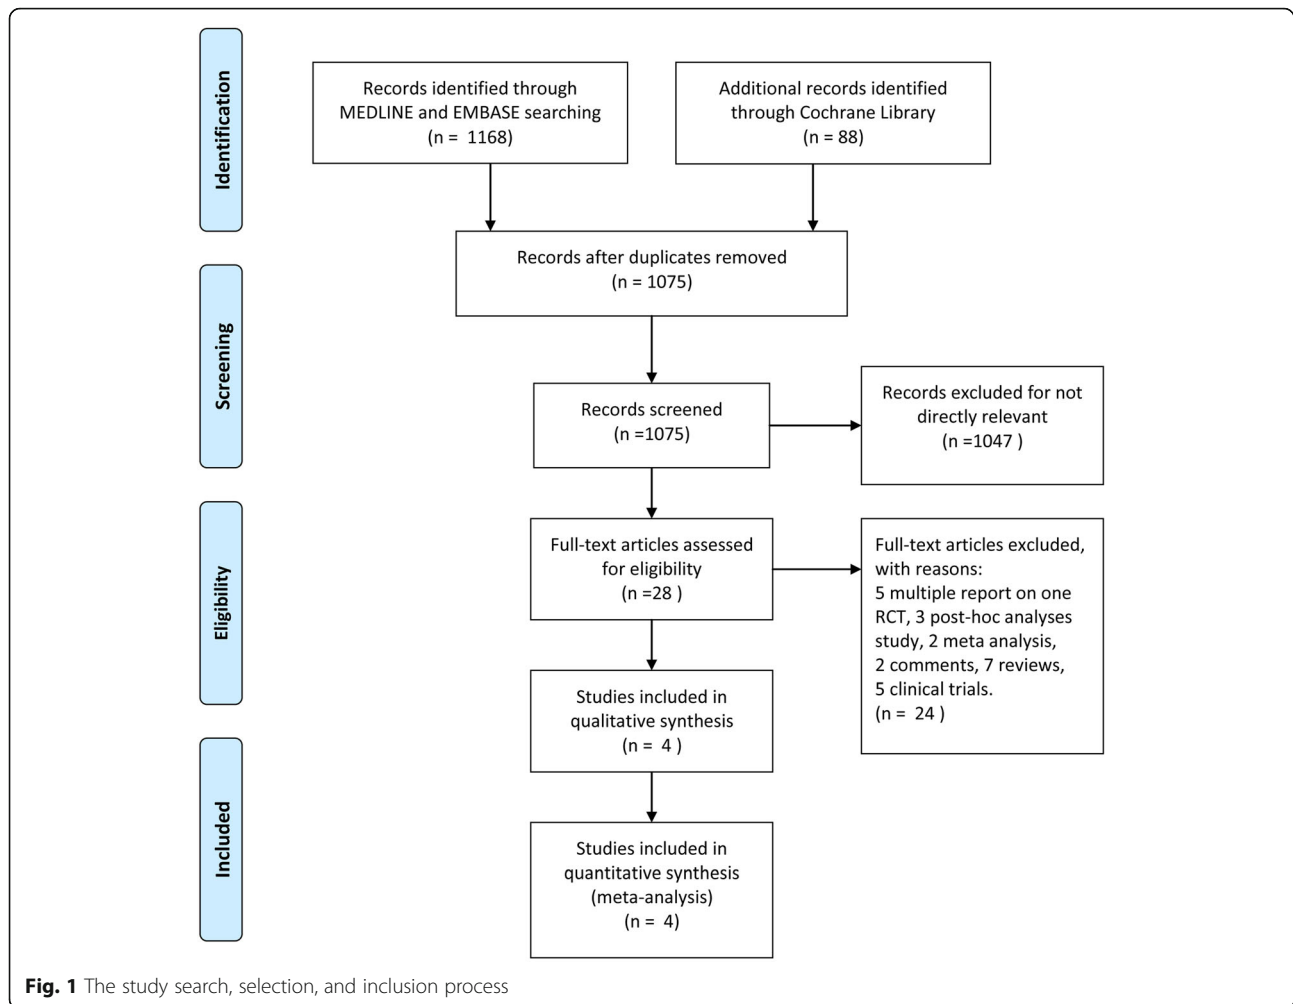 Identification
Records identified through
MEDLINE and EMBASE searching
(n = 1168)
Additional records identified
through Cochrane Library
(n = 88)
Records after duplicates removed
(n = 1075)
Screening
Records screened
(n =1075)
Records excluded for not
directly relevant
(n =1047 )
Eligibility
Full-text articles assessed
for eligibility
(n =28 )
Full-text articles excluded,
with reasons:
5 multiple report on one
RCT, 3 post-hoc analyses
study, 2 meta analysis,
2 comments, 7 reviews,
5 clinical trials.
(n = 24 )
Studies included in
qualitative synthesis
(n = 4 )
Included
Studies included in
quantitative synthesis
(meta-analysis)
(n = 4)
Fig. 1 The study search, selection, and inclusion process